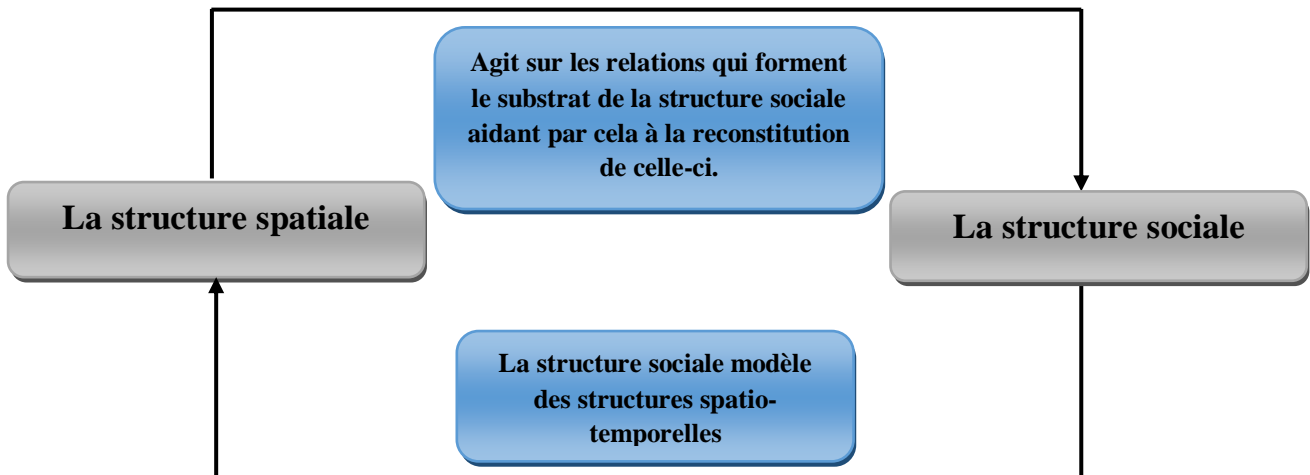 Agit sur les relations qui forment
le substrat de la structure sociale
aidant par cela à la reconstitution
de celle-ci.
La structure spatiale
La structure sociale
La structure sociale modèle
des structures spatio-
temporelles